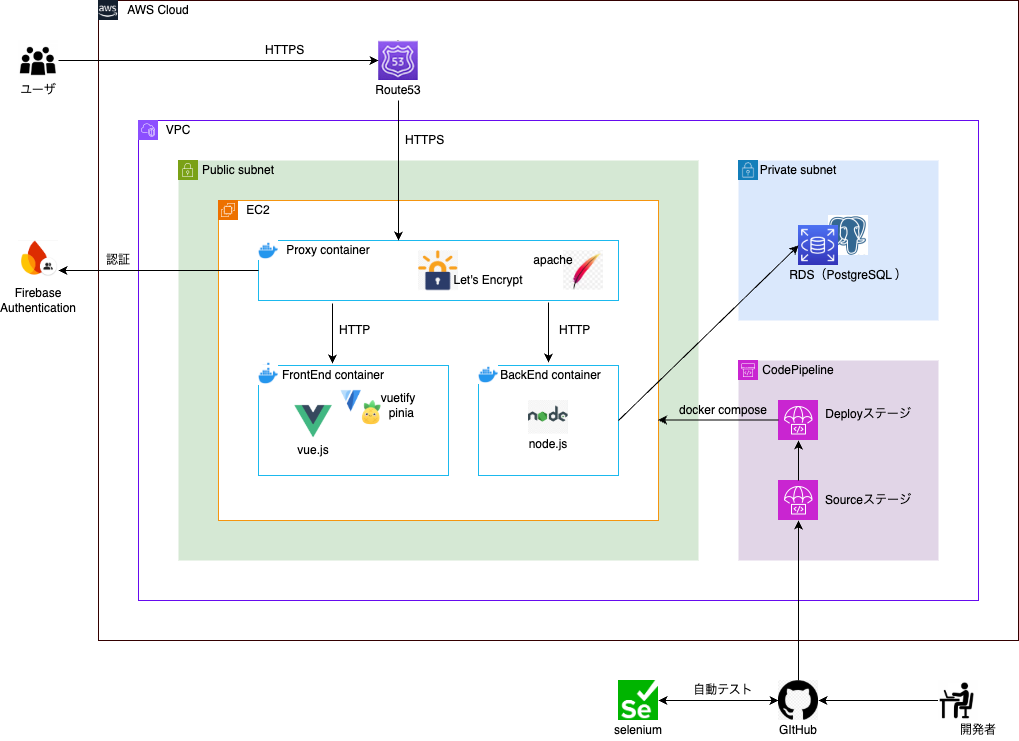 aws
AWS Cloud
HTTPS
53
ユーザ
Route53
HTTPS
VPC
Public subnet
Private subnet
EC2
Proxy container
apache
Let's Encrypt
RDS（PostgreSQL ）
認証
Firebase
Authentication
HTTP
HTTP
FrontEnd container
BackEnd container
CodePipeline
vuetify
pinia
docker compose
Deployステージ
node
vue.js
node.js
Sourceステージ
自動テスト
Se
selenium
GItHub
開発者